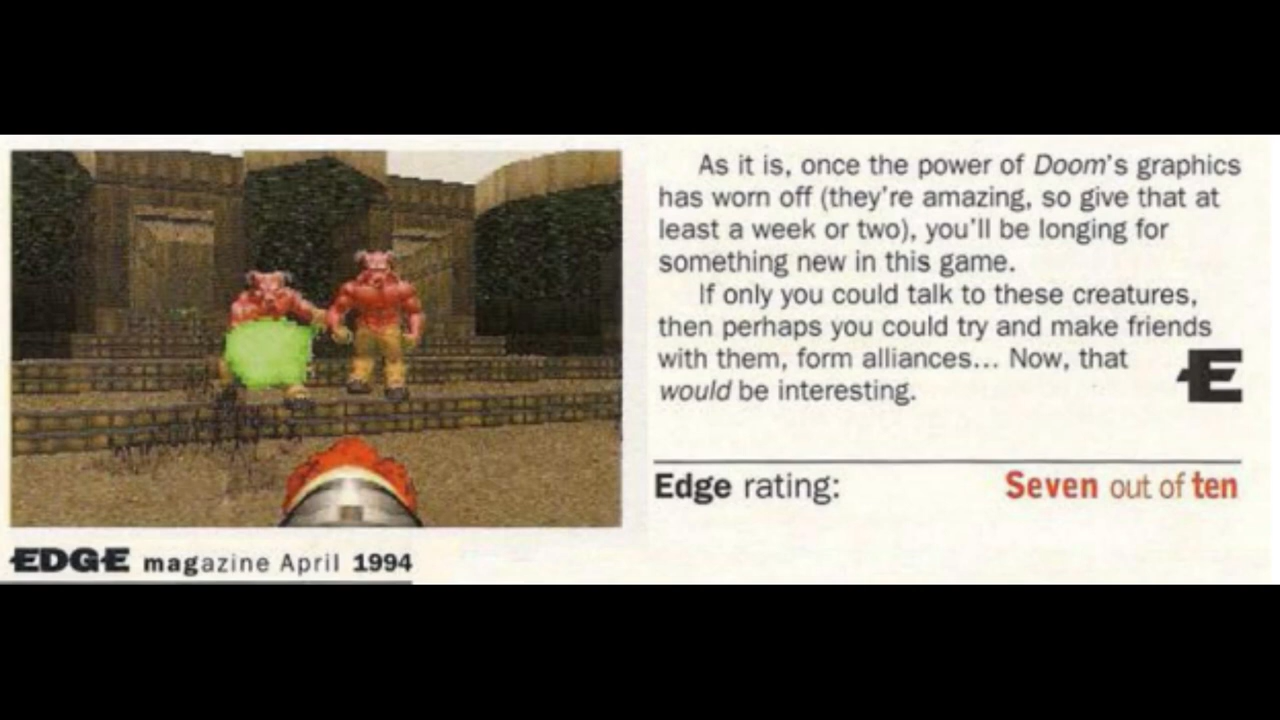 As it is, once the power of Doom's graphics
has worn off (they're amazing, so give that at
least a week or two), you'll be longing for
something new in this game.
If only you could talk to these creatures,
then perhaps you could try and make friends
with them, form alliances... Now, that
would be interesting.
E
Edge rating: Seven out of ten
EDGE magazine April 1994